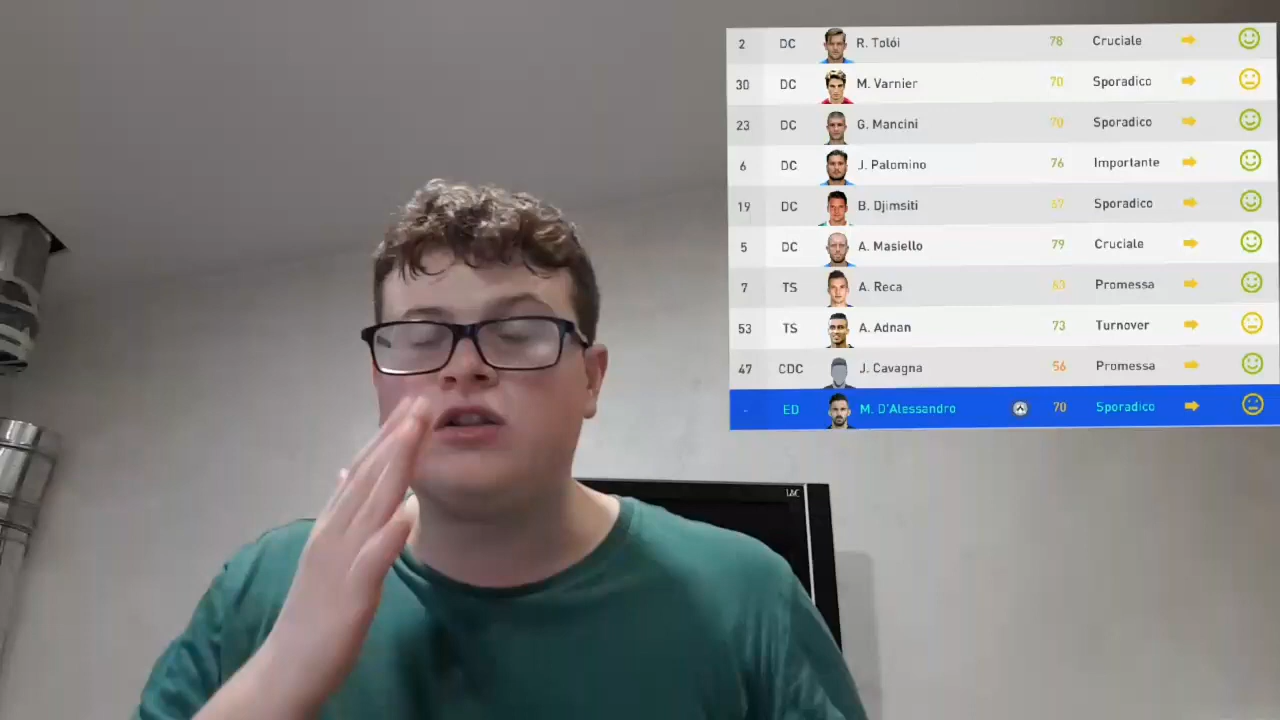 2 DC R. Tolói 78 Cruciale
30 DC M. Varnier 70 Sporadico
23 DC G. Mancini 70 Sporadico
6 DC J. Palomino 76 Importante
19 DC B. Djimsiti 67 Sporadico
5 DC A. Masiello 79 Cruciale
7 TS A. Reca 63 Promessa
53 TS A. Adnan 73 Turnover
47 CDC J. Cavagna 56 Promessa
- ED M. D'Alessandro 70 Sporadico